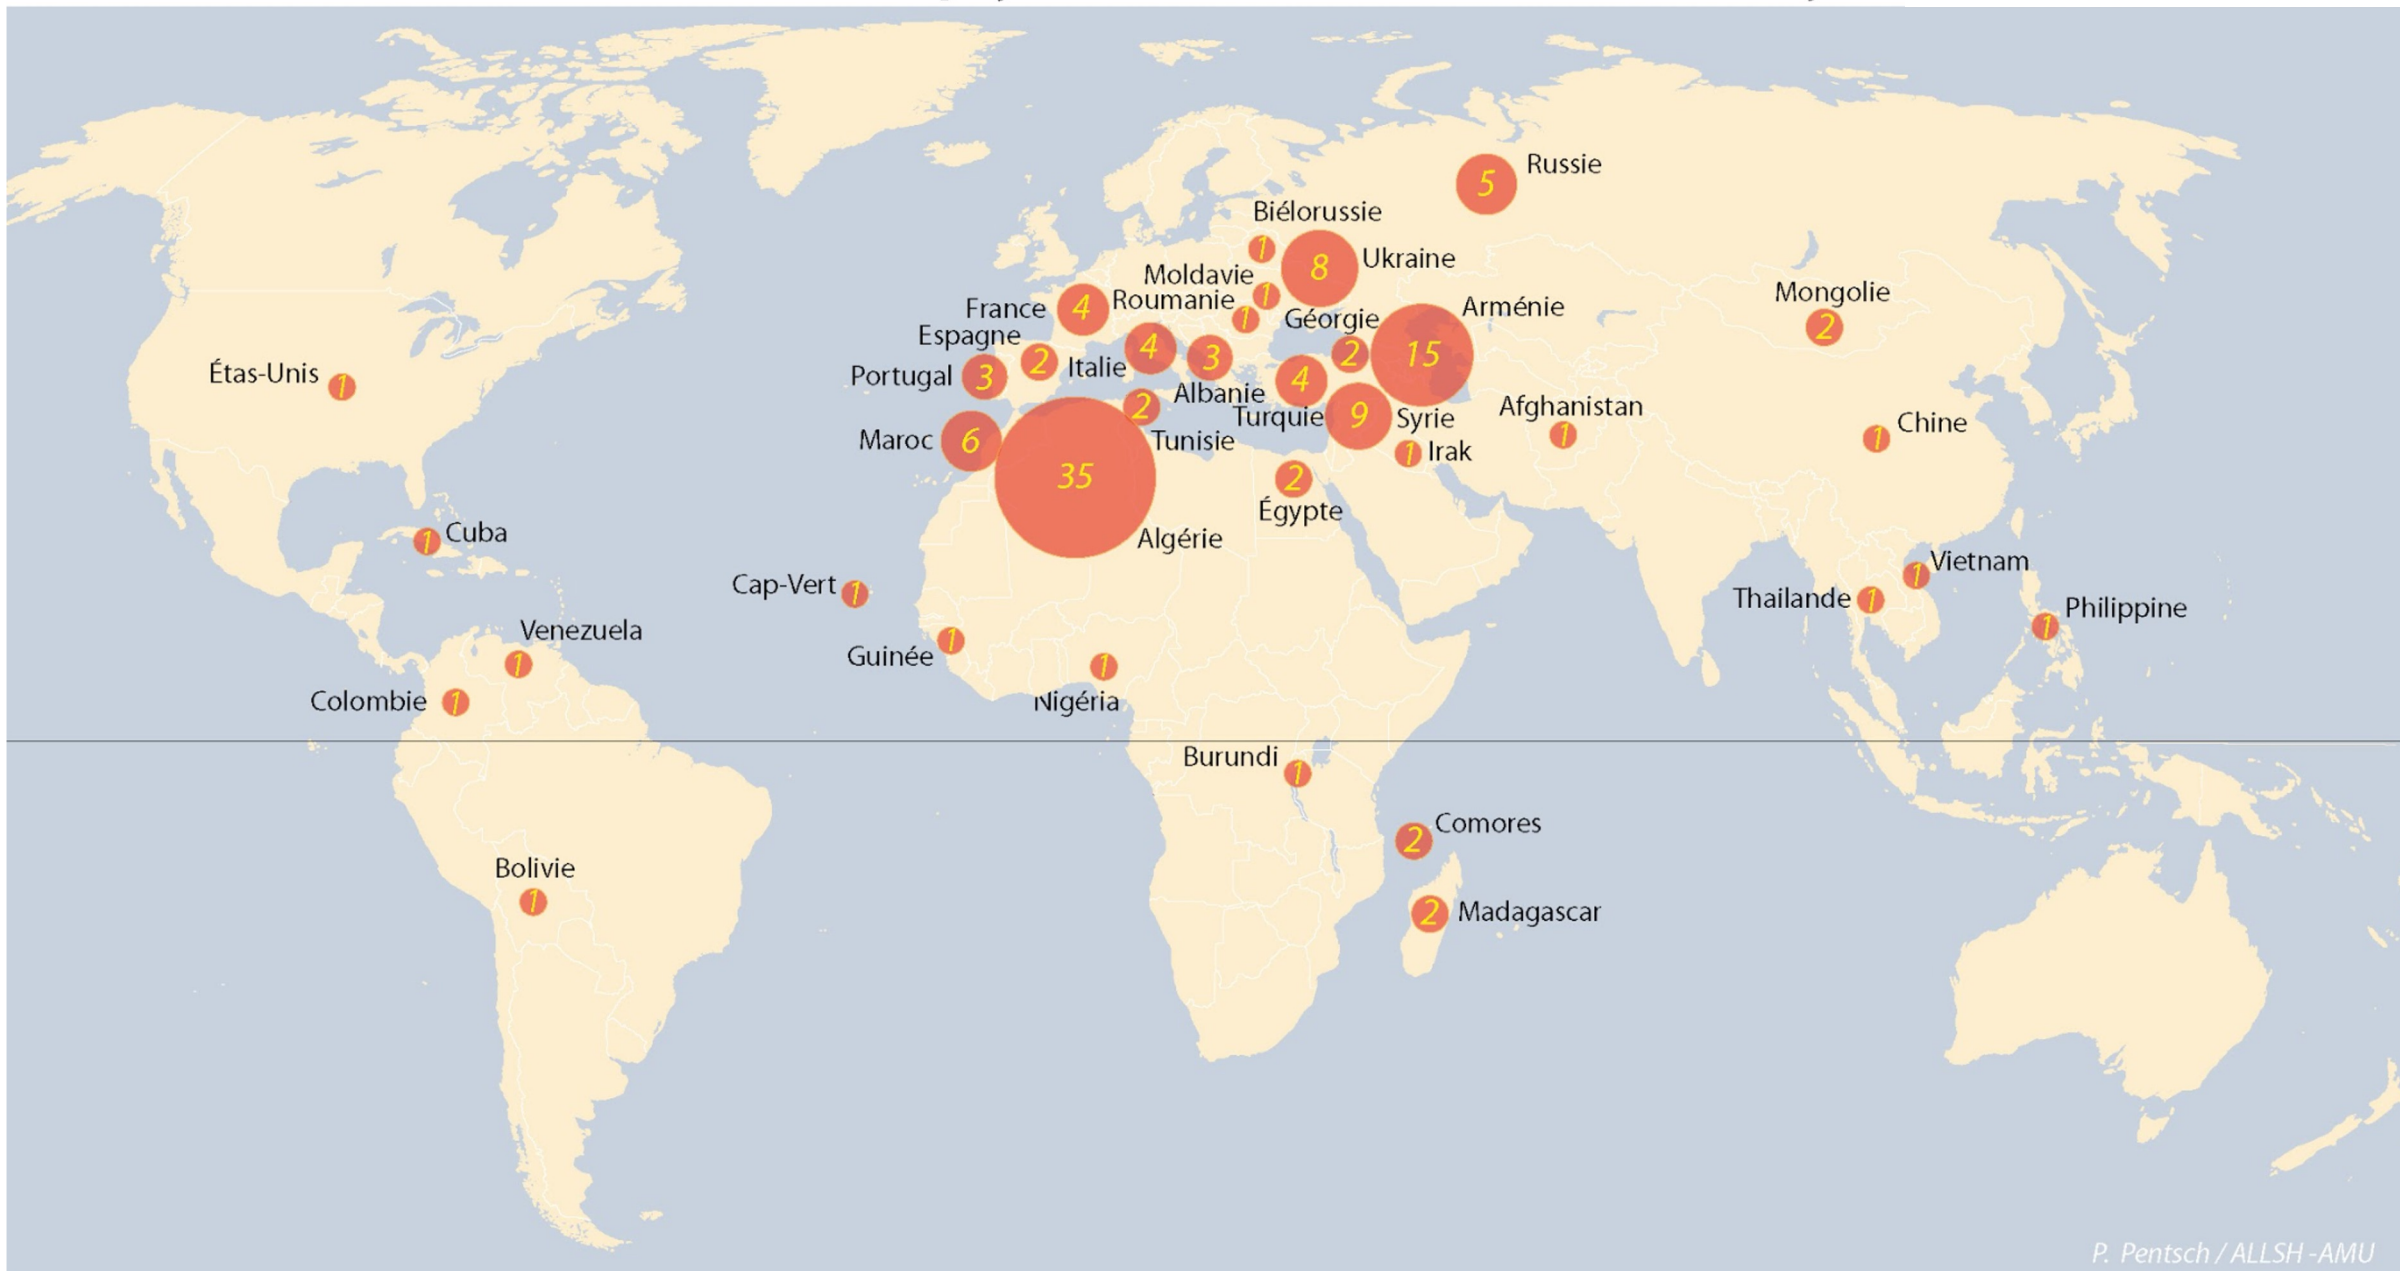 Russie
5
Biélorussie
1
8
Ukraine
Moldavie
1
Mongolie
2
France
4
Roumanie
1
Géorgie
2
Arménie
15
Espagne
2
Italie
4
3
Albanie
Portugal
3
Étas-Unis
1
4
Turquie
9
Syrie
Afghanistan
1
Chine
1
Maroc
6
2
Tunisie
1
Irak
35
Algérie
2
Égypte
1
Cuba
Cap-Vert
1
Vietnam
1
Thailande
1
Philippine
1
Venezuela
1
Guinée
1
Colombie
1
1
Nigéria
Burundi
1
Comores
2
Bolivie
1
2
Madagascar
P. Pentsch / ALLSH -AMU